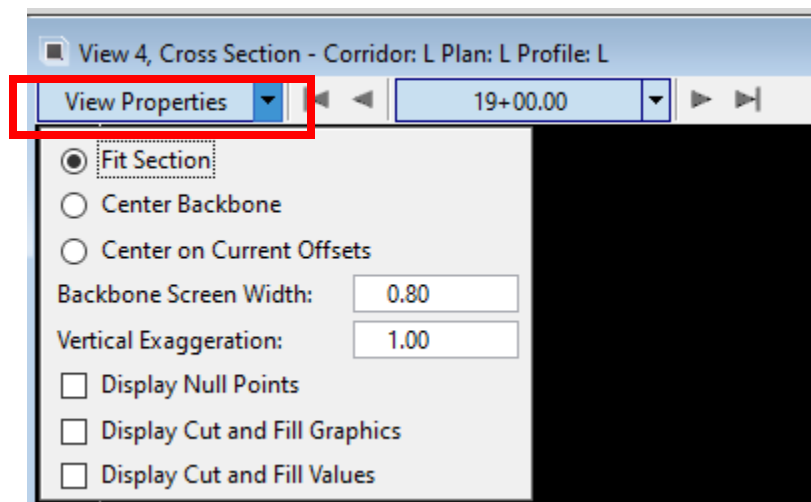 View 4, Cross Section - Corridor: L Plan: L Profile: L
View Properties 19+00.00
Fit Section
Center Backbone
Center on Current Offsets
Backbone Screen Width: 0.80
Vertical Exaggeration: 1.00
Display Null Points
Display Cut and Fill Graphics
Display Cut and Fill Values